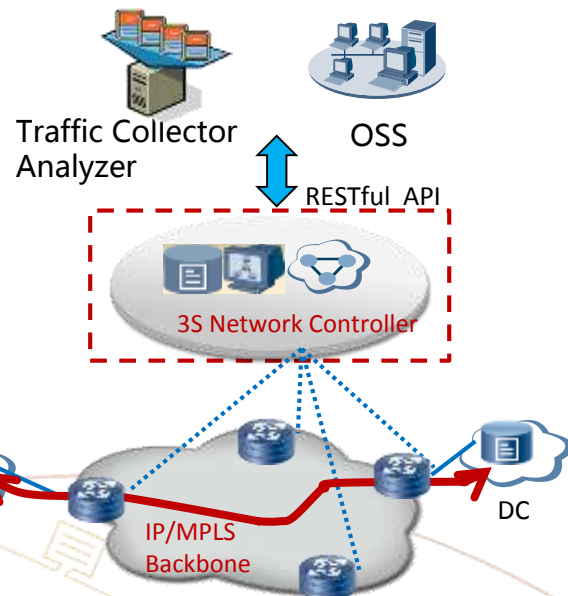 Traffic Collector
Analyzer
OSS
RESTful API
3S Network Controller
DC
IP/MPLS
Backbone